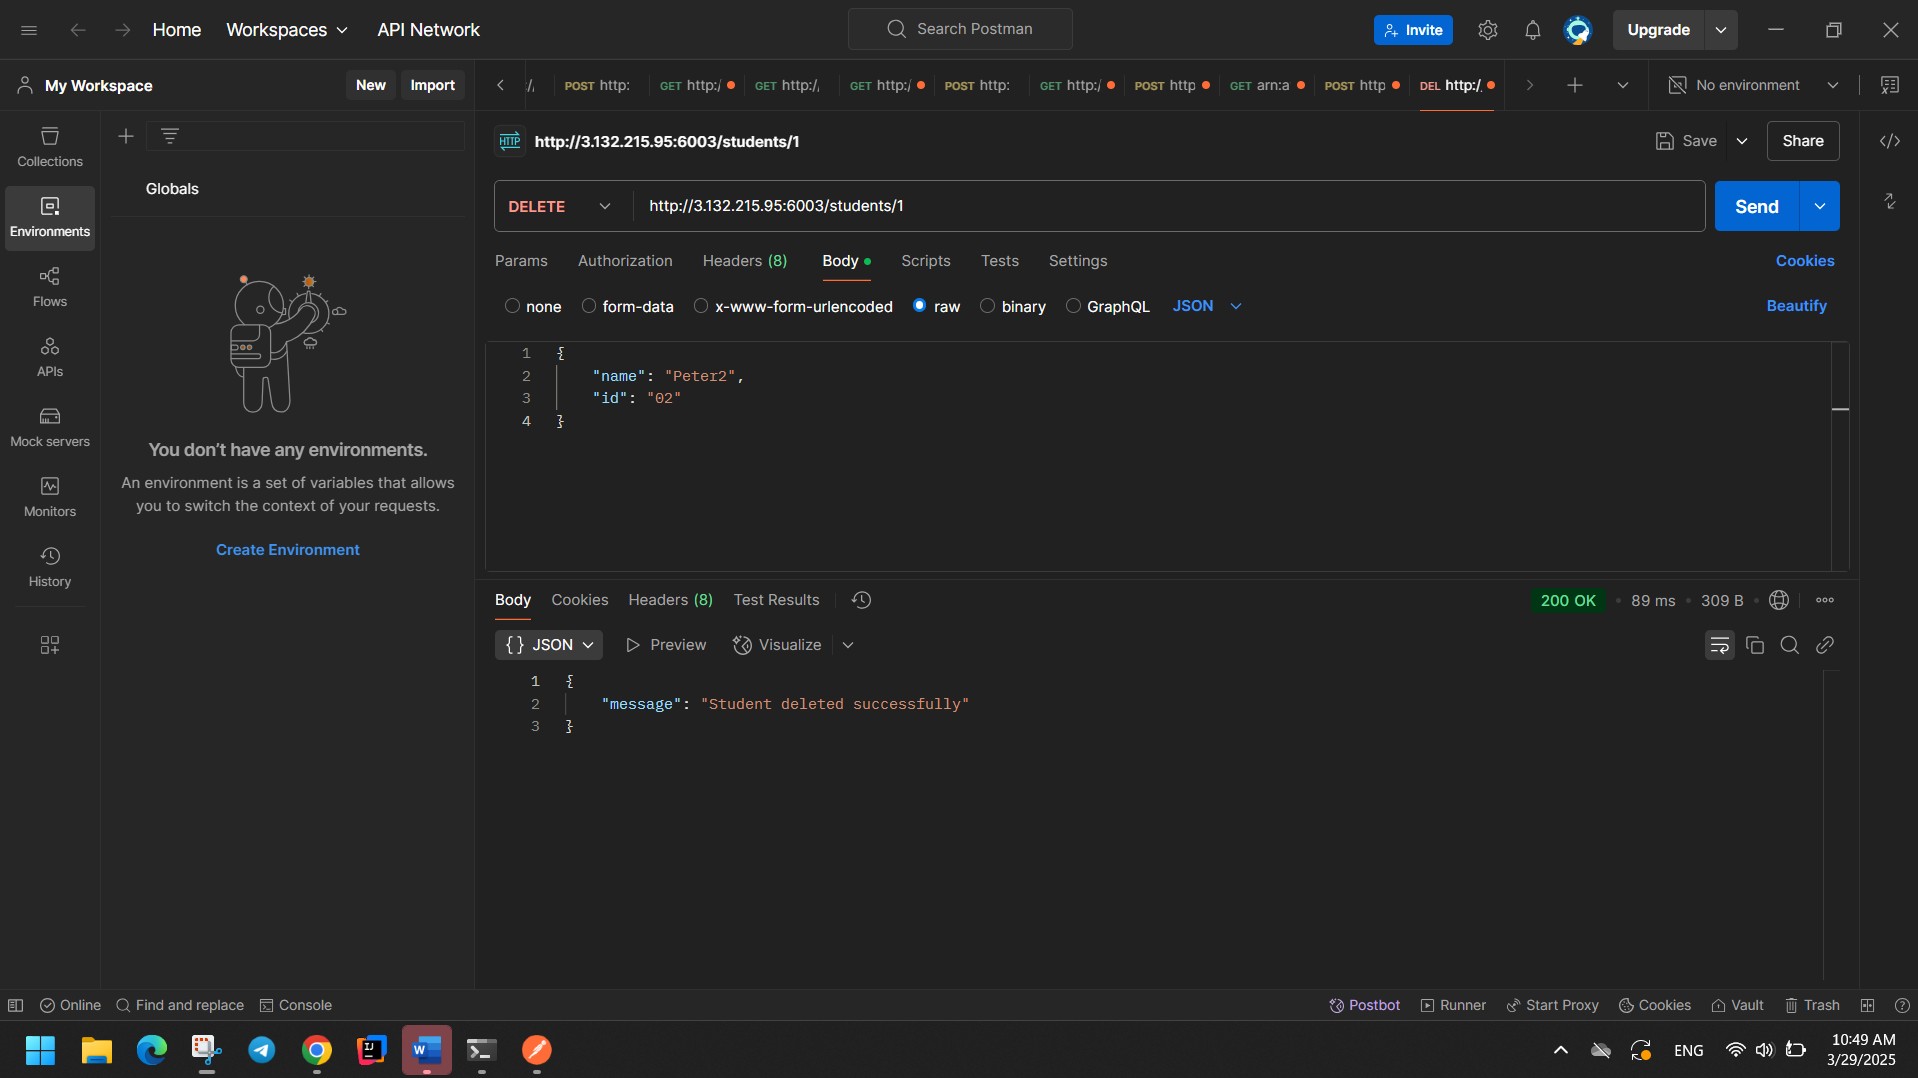 Home Workspaces API Network Search Postman Invite Upgrade
My Workspace New Import
POST http: GET http:/ GET http:// GET http:/ POST http: GET http:/ POST http GET arn:a POST http DEL http:/ No environment
Collections
Environments
Flows
APIs
Mock servers
Monitors
History
Globals
You don't have any environments.
An environment is a set of variables that allows
you to switch the context of your requests.
Create Environment
HTTP http://3.132.215.95:6003/students/1 Save Share
DELETE http://3.132.215.95:6003/students/1 Send
Params Authorization Headers (8) Body Scripts Tests Settings Cookies
none form-data x-www-form-urlencoded raw binary GraphQL JSON Beautify
1 {
2 "name": "Peter2",
3 "id": "02"
4 }
Body Cookies Headers (8) Test Results 200 OK 89 ms 309 B
{} JSON Preview Visualize
1 {
2 "message": "Student deleted successfully"
3 }
Online Find and replace Console Postbot Runner Start Proxy Cookies Vault Trash
ENG 10:49 AM
3/29/2025